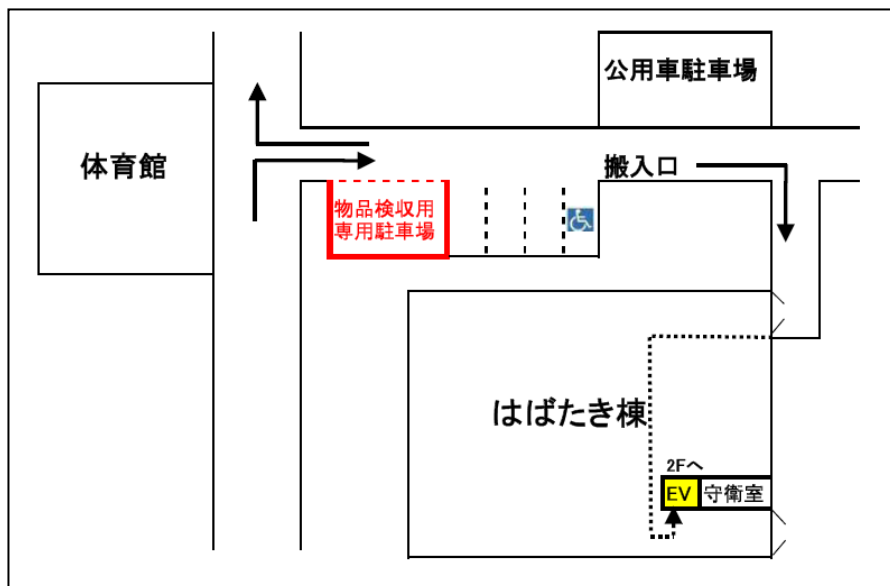 公用車駐車場
体育館
搬入口
物品検収用
専用駐車場
はばたき棟
2Fへ
EV
守衛室